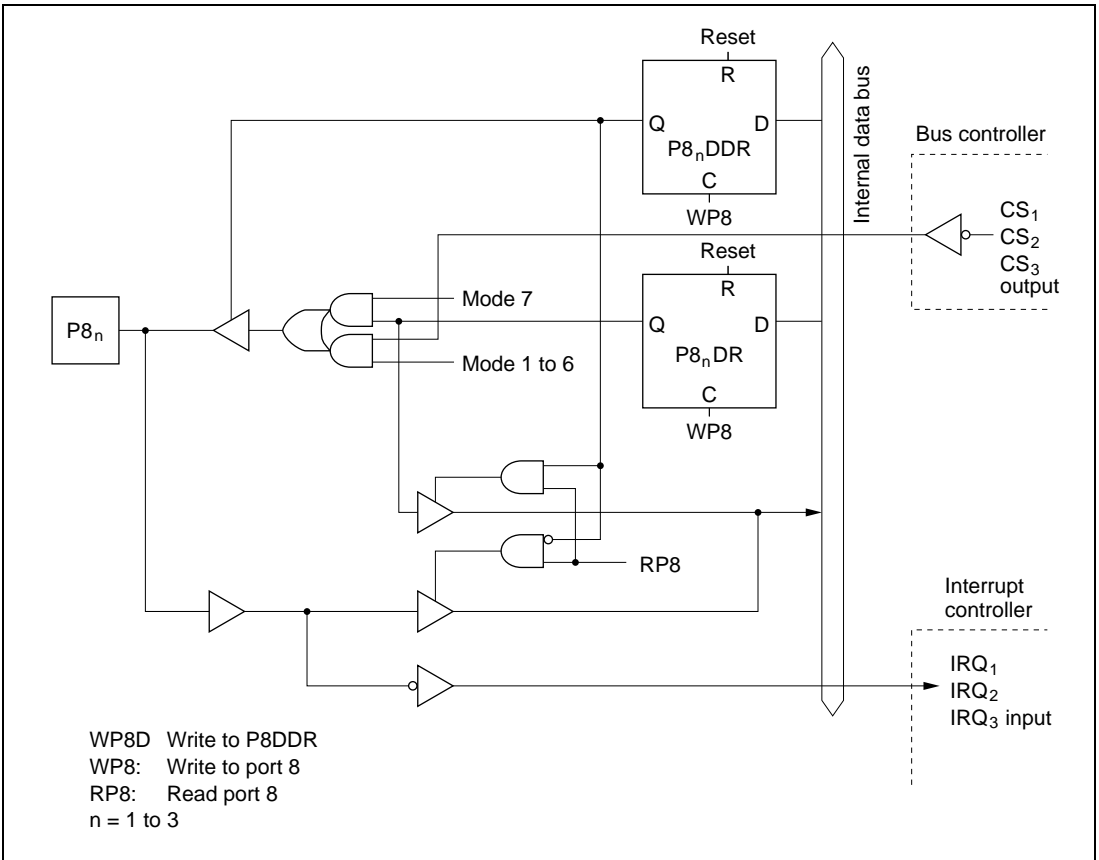 Reset
R
Q D
P8nDDR
C
WP8
Internal data bus
Bus controller
CS1
CS2
CS3
output
Reset
R
Q D
P8nDR
C
WP8
Mode 7
P8n
Mode 1 to 6
RP8
Interrupt
controller
IRQ1
IRQ2
IRQ3 input
WP8D Write to P8DDR
WP8: Write to port 8
RP8: Read port 8
n = 1 to 3